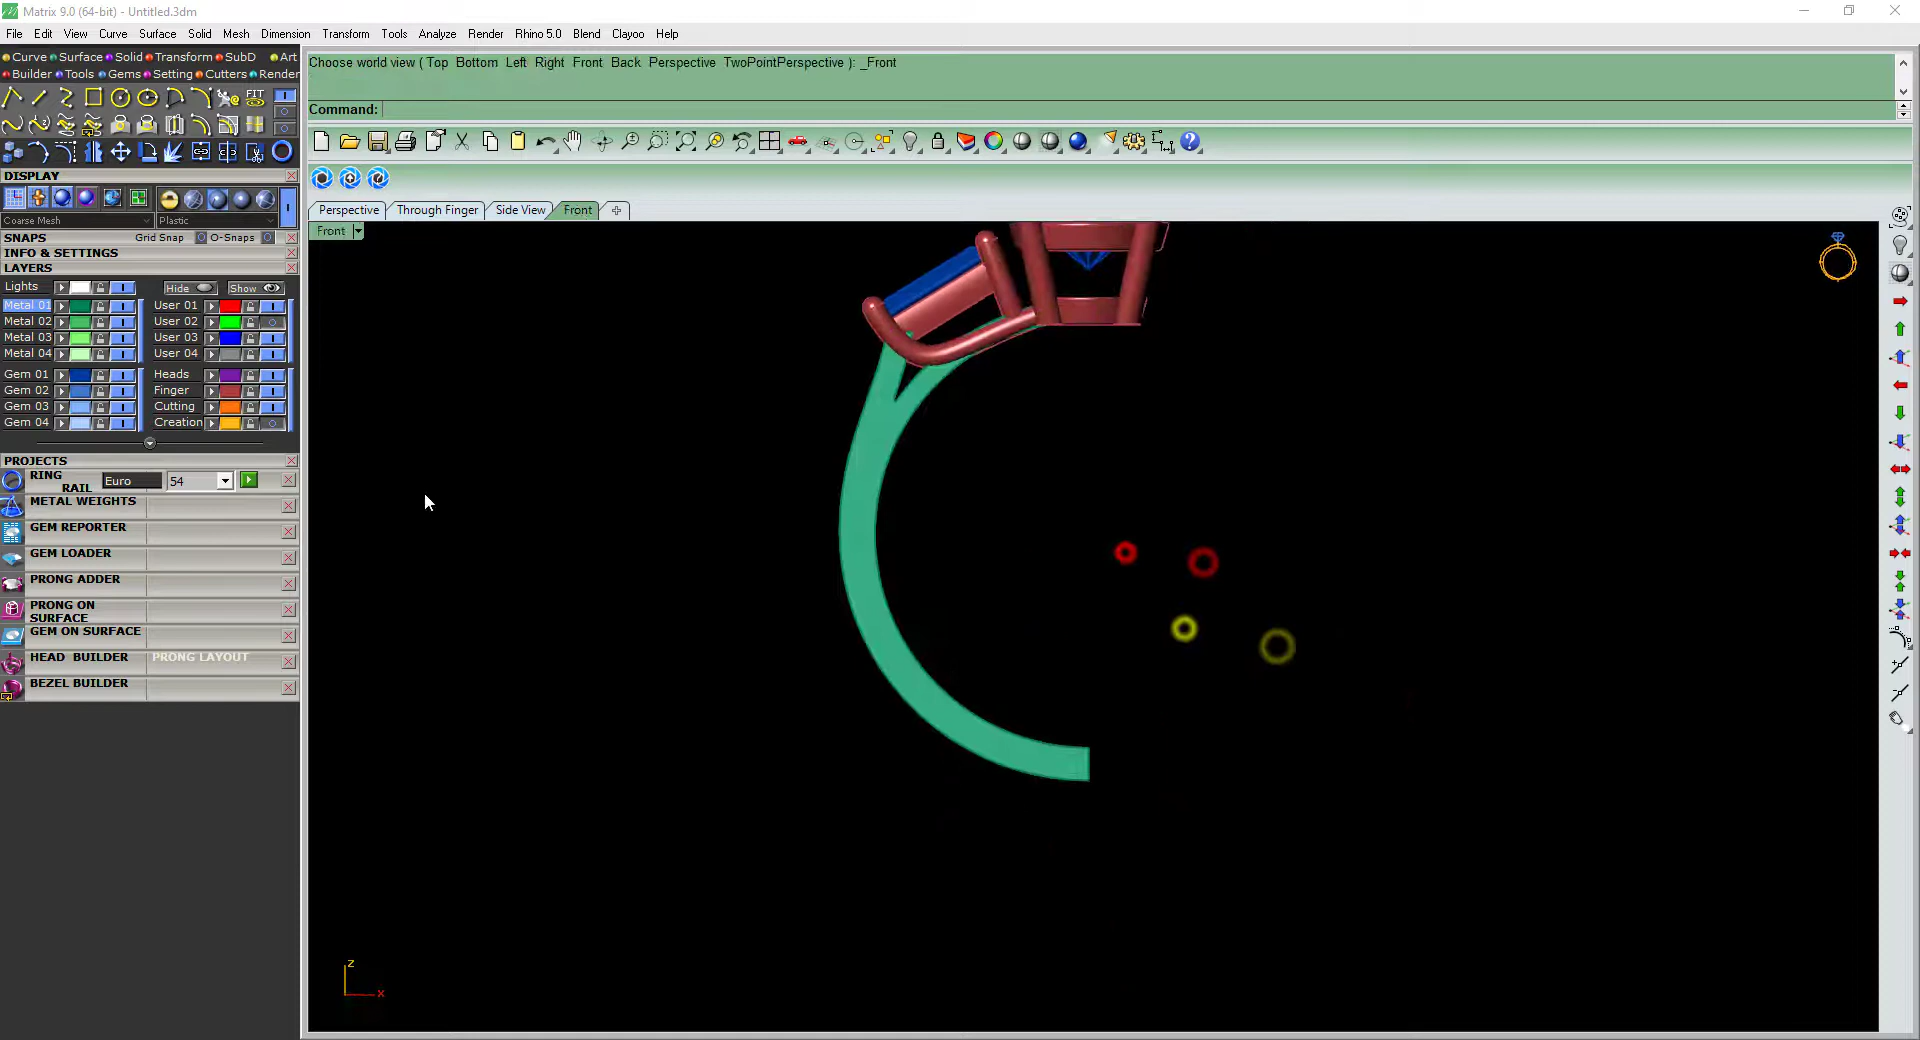 Matrix 9.0 (64-bit) - Untitled.3dm
File Edit View Curve Surface Solid Mesh Dimension Transform Tools Analyze Render Rhino 5.0 Blend Clayoo Help
Curve Surface Solid Transform SubD Art
Builder Tools Gems Setting Cutters Render
Choose world view ( Top Bottom Left Right Front Back Perspective TwoPointPerspective ): _Front
Command:
FIT
DISPLAY
Coarse Mesh Plastic
SNAPS Grid Snap O-Snaps
INFO & SETTINGS
LAYERS
Lights Hide Show
Metal 01 User 01
Metal 02 User 02
Metal 03 User 03
Metal 04 User 04
Gem 01 Heads
Gem 02 Finger
Gem 03 Cutting
Gem 04 Creation
PROJECTS
RING RAIL Euro 54
METAL WEIGHTS
GEM REPORTER
GEM LOADER
PRONG ADDER
PRONG ON SURFACE
GEM ON SURFACE
HEAD BUILDER PRONG LAYOUT
BEZEL BUILDER
Perspective Through Finger Side View Front
Front
z
x